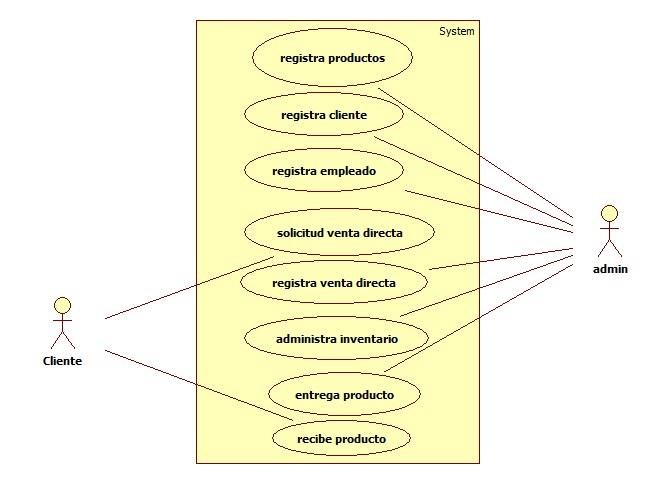 System
registra productos
registra cliente
registra empleado
solicitud venta directa
registra venta directa
administra inventario
entrega producto
recibe producto
Cliente
admin